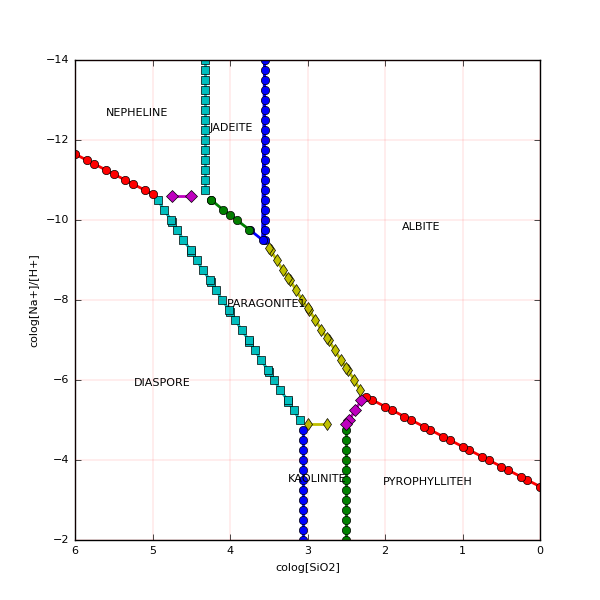 −14
NEPHELINE
JADEITE
−12
−10
ALBITE
colog[Na+]/[H+]
−8
PARAGONITE1
−6
DIASPORE
−4
KAOLINITE
PYROPHYLLITEH
−2
6 5 4 3 2 1 0
colog[SiO2]